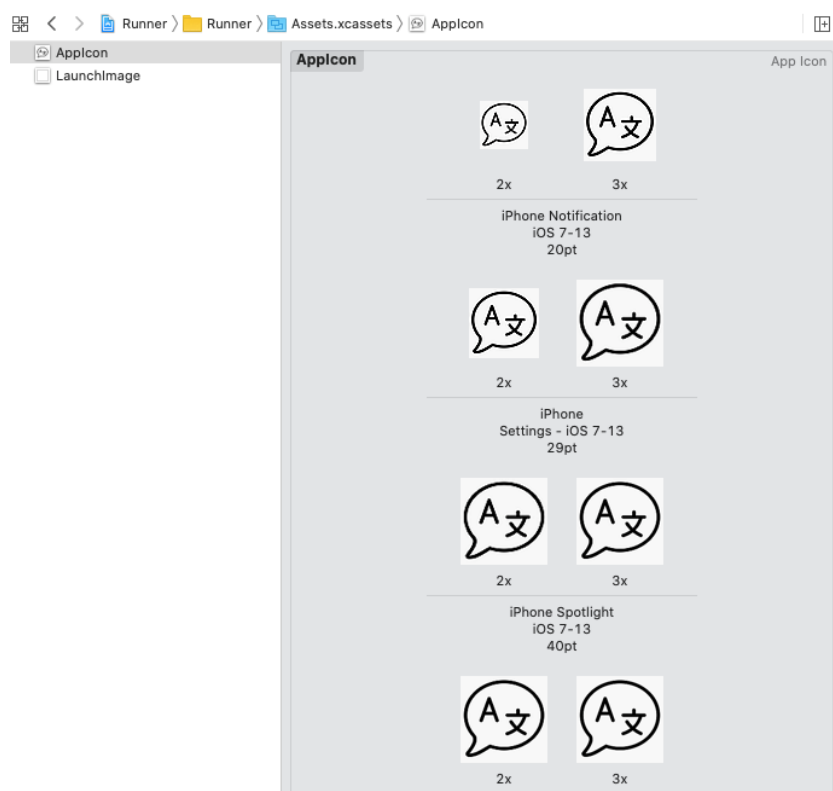 Runner 〉 Runner 〉 Assets.xcassets 〉 AppIcon
AppIcon
LaunchImage
AppIcon
App Icon
A文 A文
2x 3x
iPhone Notification
iOS 7-13
20pt
A文 A文
2x 3x
iPhone
Settings - iOS 7-13
29pt
A文 A文
2x 3x
iPhone Spotlight
iOS 7-13
40pt
A文 A文
2x 3x